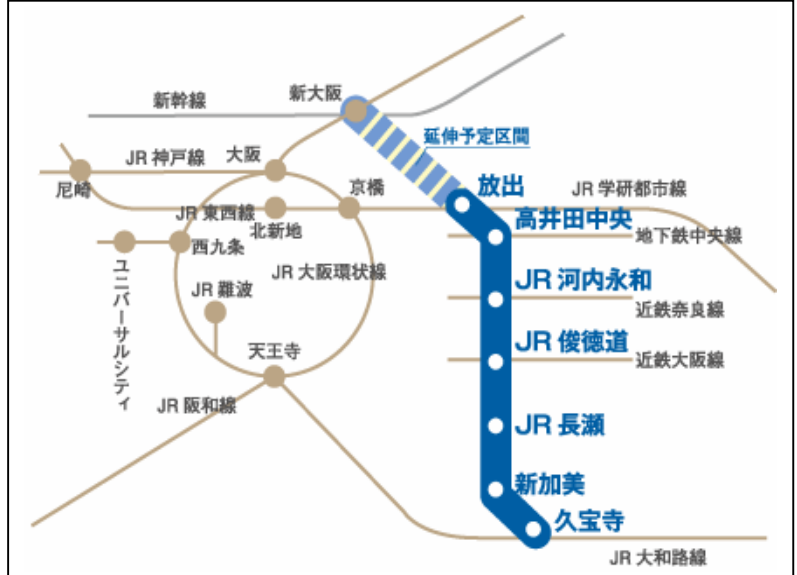 新大阪
新幹線
延伸予定区間
JR 神戸線
大阪
尼崎
京橋
放出
JR 学研都市線
JR 東西線
北新地
高井田中央
地下鉄中央線
西九条
ユニバーサルシティ
JR 大阪環状線
JR 難波
JR 河内永和
近鉄奈良線
JR 俊徳道
近鉄大阪線
天王寺
JR 阪和線
JR 長瀬
新加美
久宝寺
JR 大和路線